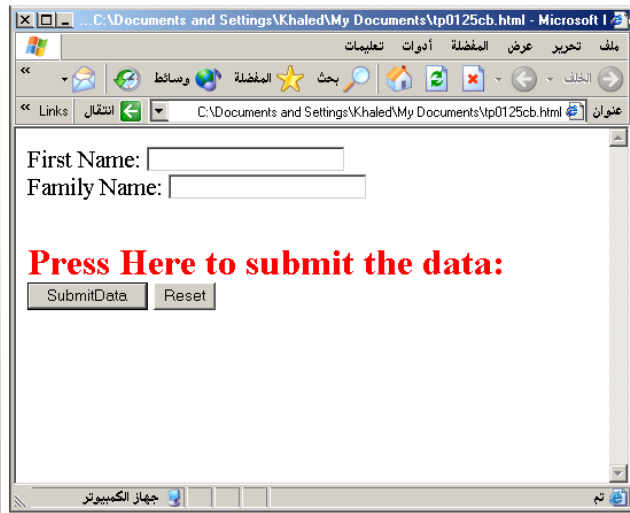 ...C:\Documents and Settings\Khaled\My Documents\tp0125cb.html - Microsoft I
ملف تحرير عرض المفضلة أدوات تعليمات
الخلف بحث المفضلة وسائط »
عنوان C:\Documents and Settings\Khaled\My Documents\tp0125cb.html انتقال Links »
First Name:
Family Name:
Press Here to submit the data:
SubmitData Reset
تم جهاز الكمبيوتر